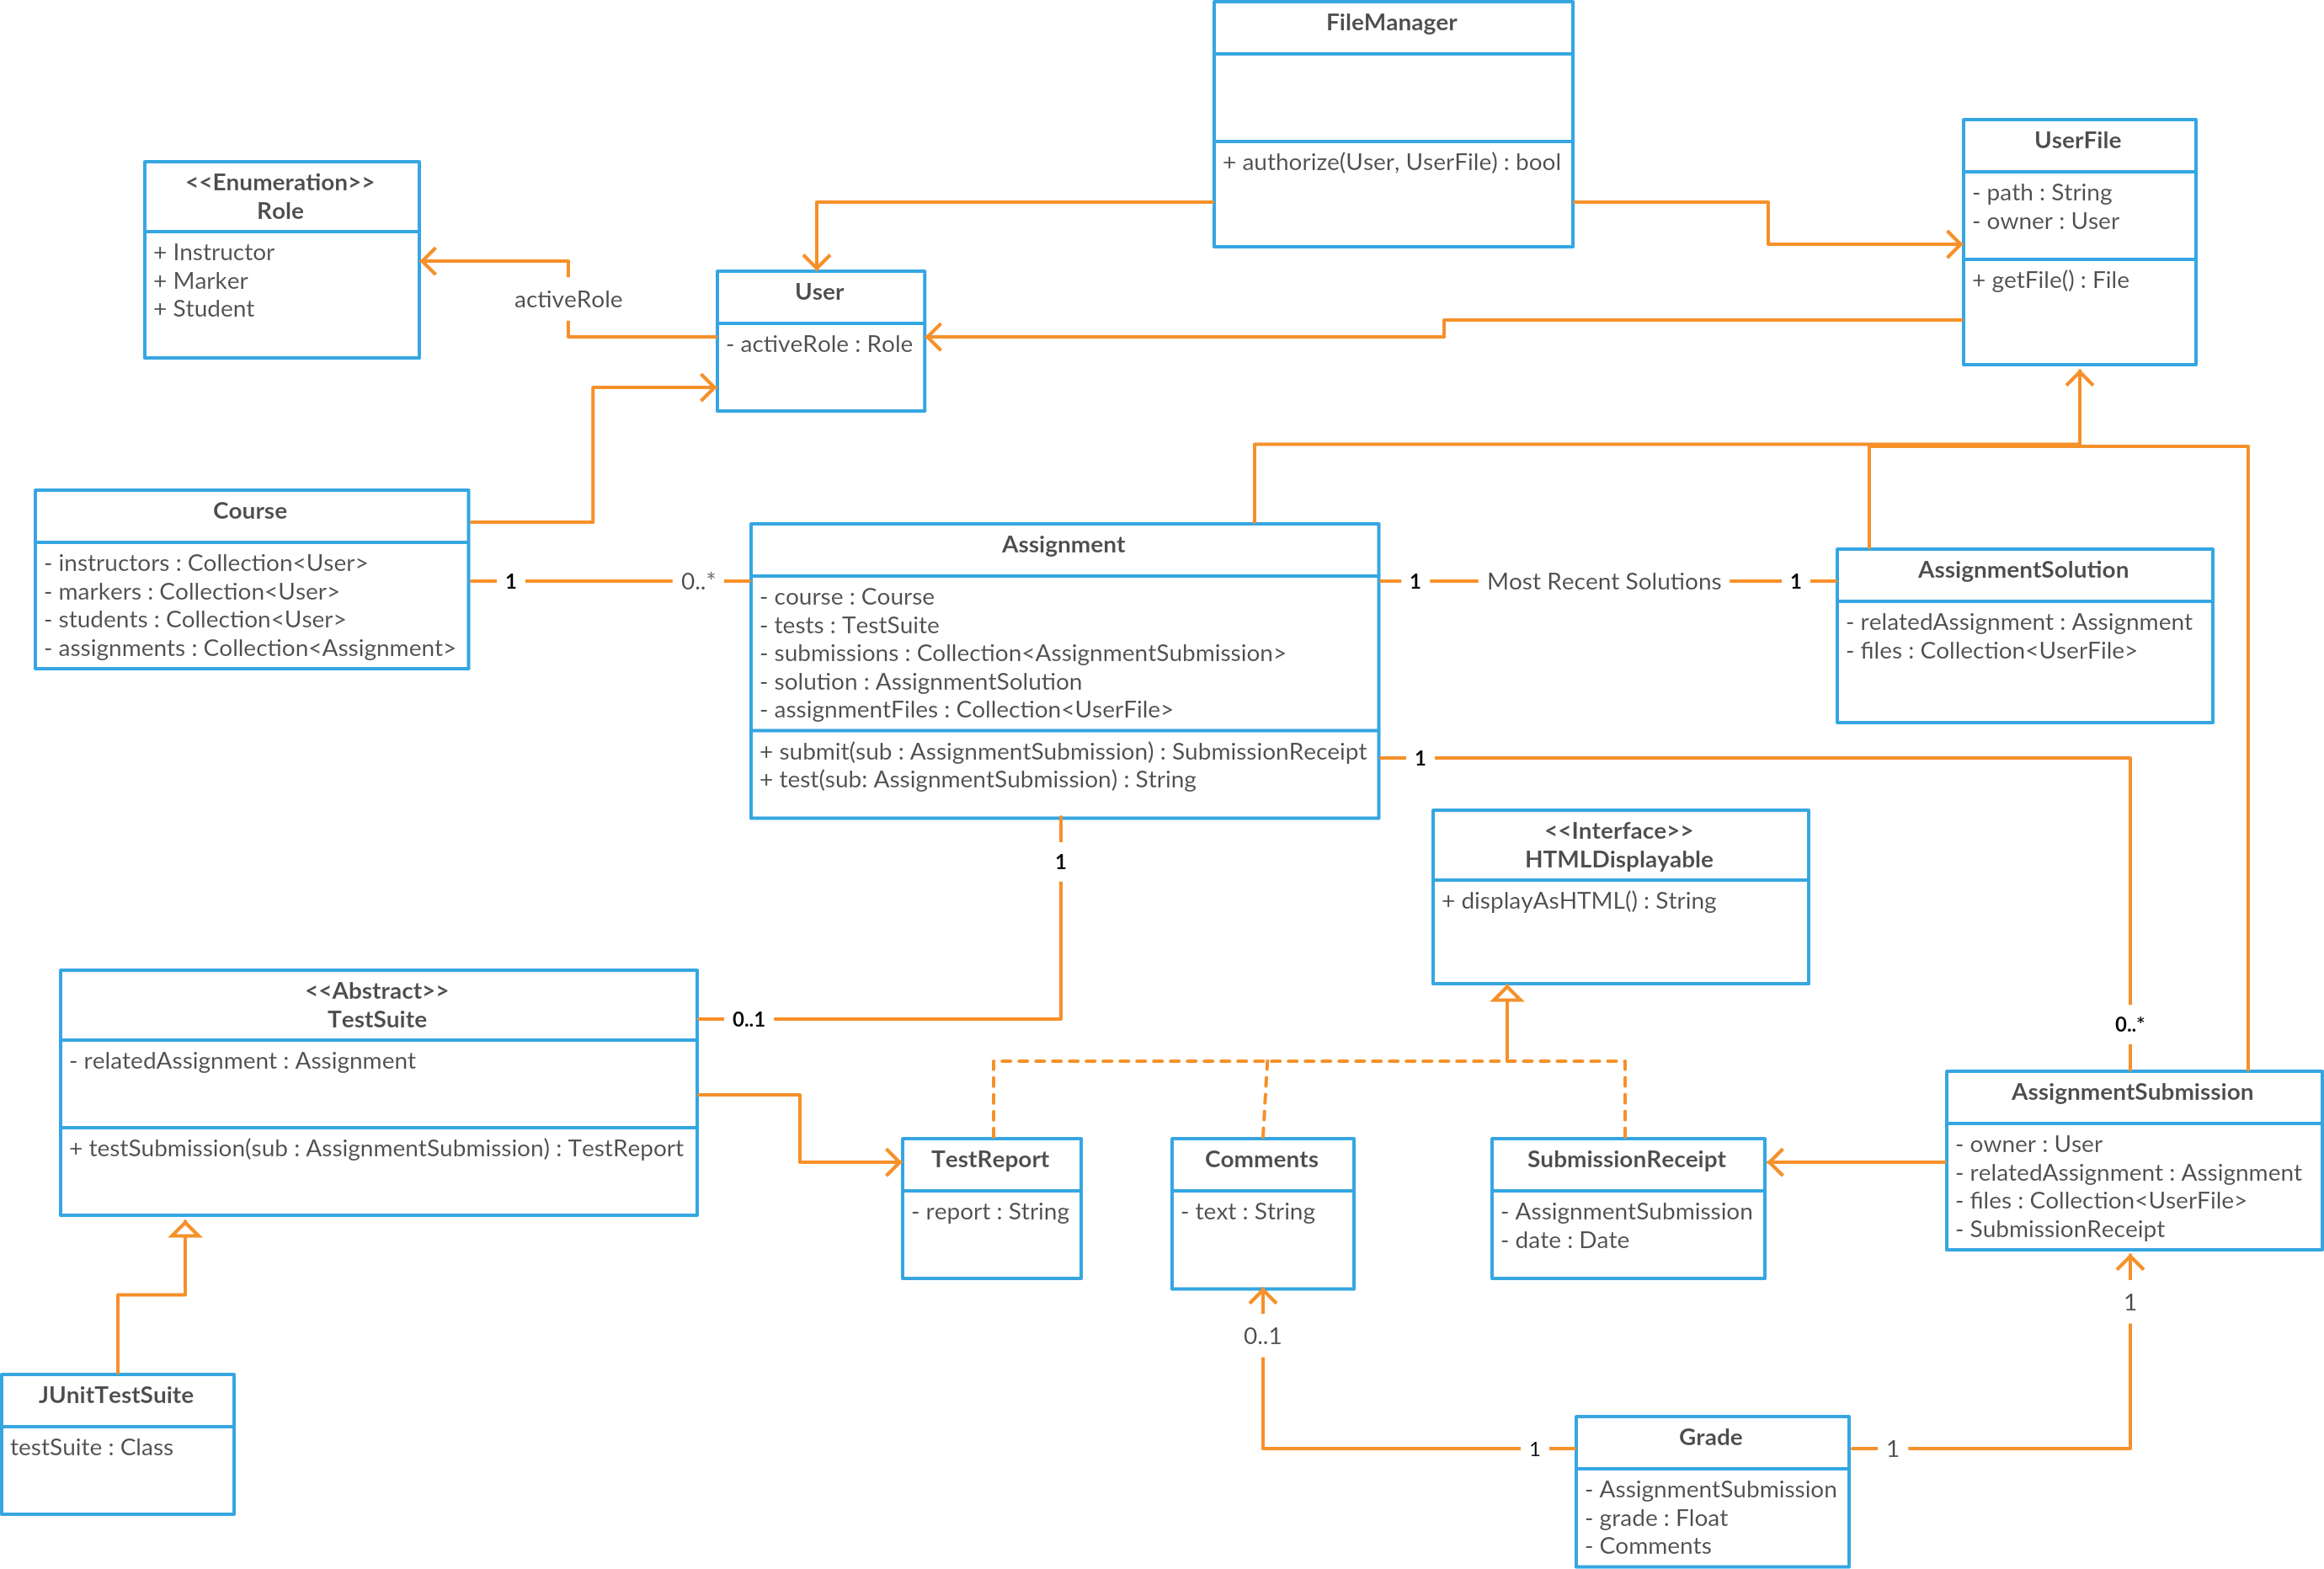 FileManager
+ authorize(User, UserFile) : bool
UserFile
- path : String
- owner : User
+ getFile() : File
<<Enumeration>>
Role
+ Instructor
+ Marker
+ Student
activeRole
User
- activeRole : Role
Course
- instructors : Collection<User>
- markers : Collection<User>
- students : Collection<User>
- assignments : Collection<Assignment>
1
0..*
Assignment
- course : Course
- tests : TestSuite
- submissions : Collection<AssignmentSubmission>
- solution : AssignmentSolution
- assignmentFiles : Collection<UserFile>
+ submit(sub : AssignmentSubmission) : SubmissionReceipt
+ test(sub: AssignmentSubmission) : String
1
Most Recent Solutions
1
AssignmentSolution
- relatedAssignment : Assignment
- files : Collection<UserFile>
1
1
<<Interface>>
HTMLDisplayable
+ displayAsHTML() : String
<<Abstract>>
TestSuite
- relatedAssignment : Assignment
+ testSubmission(sub : AssignmentSubmission) : TestReport
0..1
0..*
TestReport
- report : String
Comments
- text : String
SubmissionReceipt
- AssignmentSubmission
- date : Date
AssignmentSubmission
- owner : User
- relatedAssignment : Assignment
- files : Collection<UserFile>
- SubmissionReceipt
0..1
1
JUnitTestSuite
testSuite : Class
1
Grade
- AssignmentSubmission
- grade : Float
- Comments
1